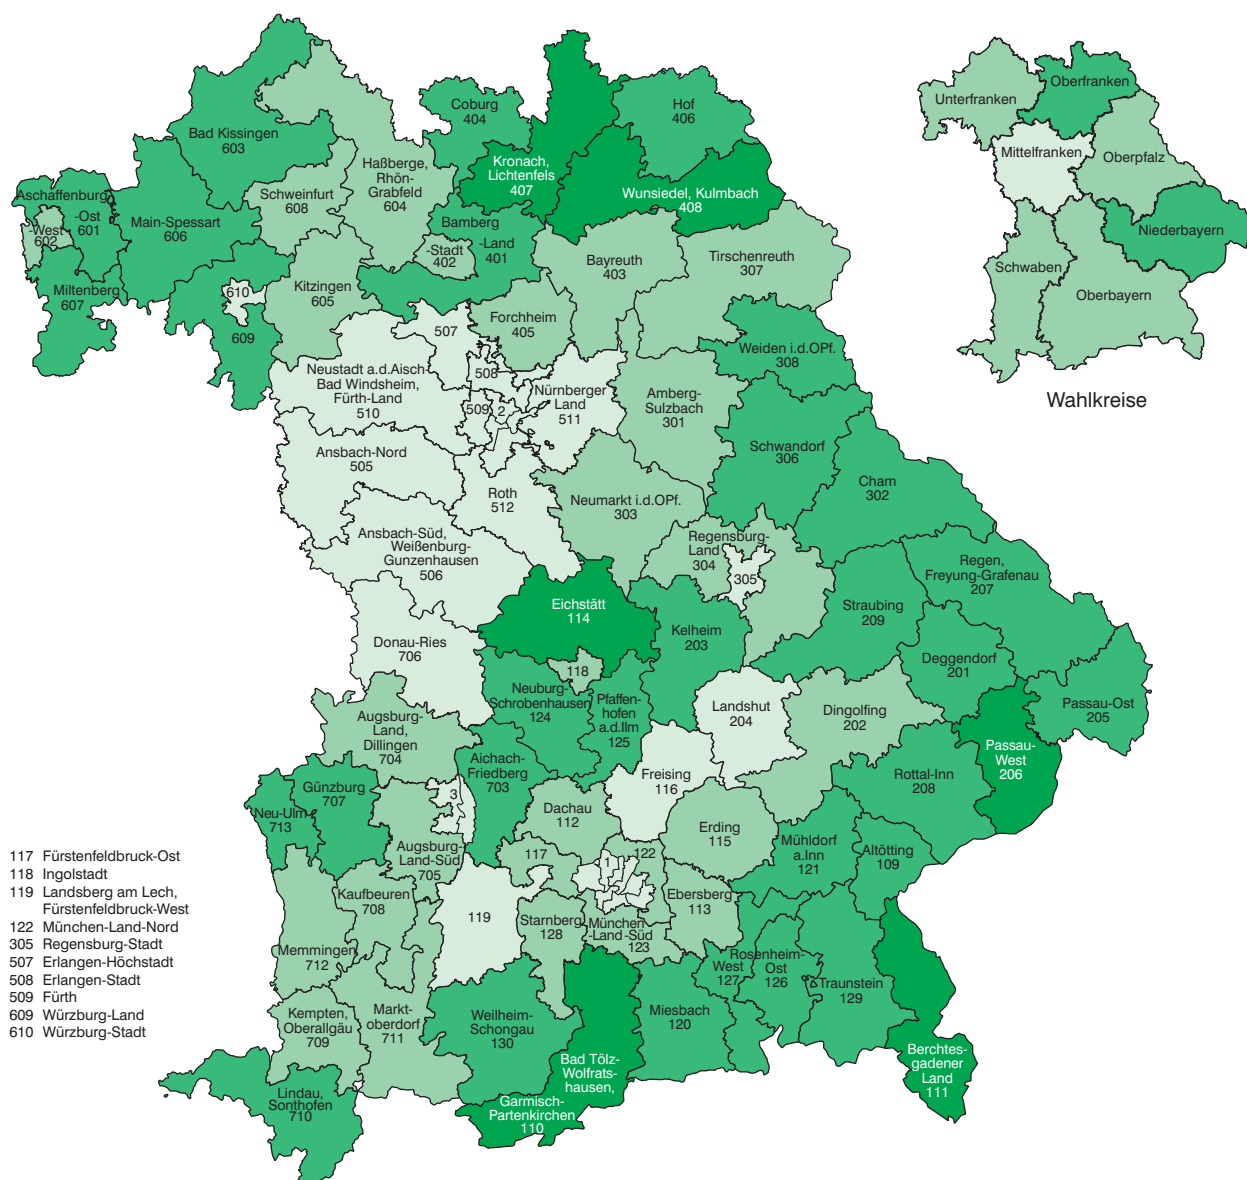 Coburg
404
Hof
406
Bad Kissingen
603
Kronach,
Lichtenfels
407
Haßberge,
Rhön-
Grabfeld
604
Wunsiedel, Kulmbach
408
Schweinfurt
608
Aschaffenburg
-Ost
601
-West
602
Main-Spessart
606
Bamberg
-Land
401
-Stadt
402
Bayreuth
403
Tirschenreuth
307
Miltenberg
607
610
Kitzingen
605
609
Forchheim
405
507
508
Weiden i.d.OPf.
308
Neustadt a.d.Aisch
Bad Windsheim,
Fürth-Land
510
509
2
Nürnberger
Land
511
Amberg-
Sulzbach
301
Schwandorf
306
Ansbach-Nord
505
Cham
302
Roth
512
Neumarkt i.d.OPf.
303
Ansbach-Süd,
Weißenburg-
Gunzenhausen
506
Regensburg-
Land
304
305
Regen,
Freyung-Grafenau
207
Eichstätt
114
Straubing
209
Kelheim
203
Donau-Ries
706
Deggendorf
201
118
Neuburg-
Schrobenhausen
124
Pfaffen-
hofen
a.d.Ilm
125
Landshut
204
Dingolfing
202
Passau-Ost
205
Augsburg-
Land,
Dillingen
704
Passau-
West
206
Aichach-
Friedberg
703
Freising
116
Rottal-Inn
208
Günzburg
707
3
Neu-Ulm
713
Dachau
112
Erding
115
Mühldorf
a.Inn
121
Altötting
109
Augsburg-
Land-Süd
705
117
1
122
Kaufbeuren
708
Ebersberg
113
119
Starnberg
128
München
-Land-Süd
123
Memmingen
712
Rosenheim-
West
127
Ost
126
Traunstein
129
Kempten,
Oberallgäu
709
Markt-
oberdorf
711
Weilheim-
Schongau
130
Miesbach
120
Bad Tölz-
Wolfrats-
hausen,
Garmisch-
Partenkirchen
110
Berchtes-
gadener
Land
111
Lindau,
Sonthofen
710
Unterfranken
Oberfranken
Mittelfranken
Oberpfalz
Niederbayern
Schwaben
Oberbayern
Wahlkreise
117 Fürstenfeldbruck-Ost
118 Ingolstadt
119 Landsberg am Lech,
Fürstenfeldbruck-West
122 München-Land-Nord
305 Regensburg-Stadt
507 Erlangen-Höchstadt
508 Erlangen-Stadt
509 Fürth
609 Würzburg-Land
610 Würzburg-Stadt